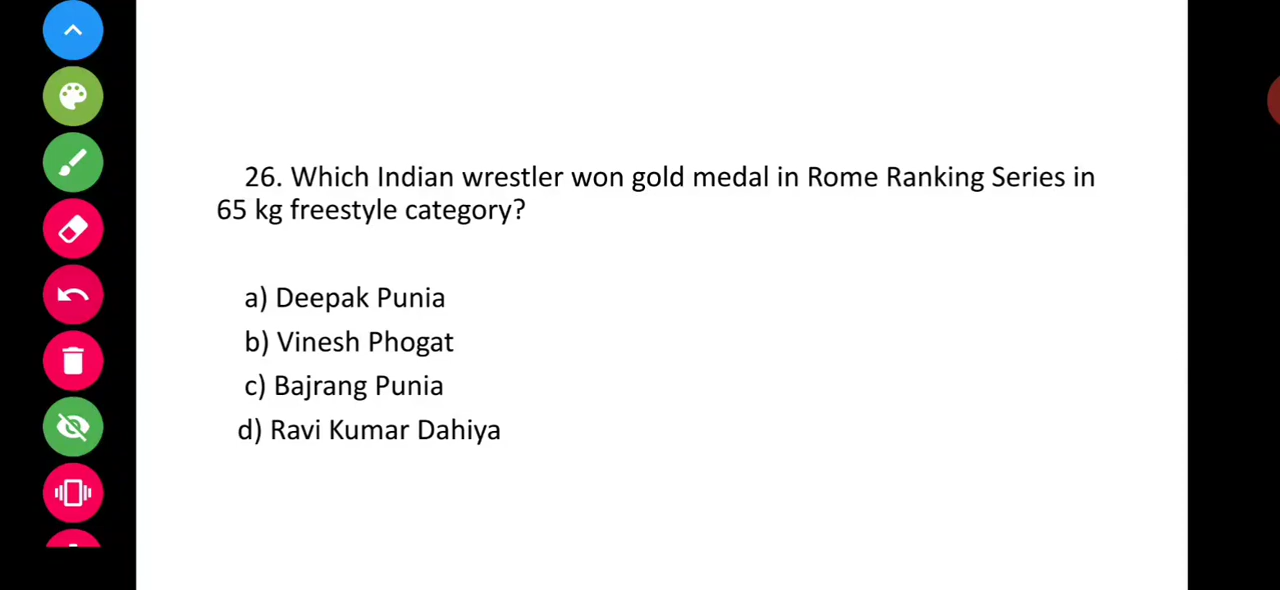 26. Which Indian wrestler won gold medal in Rome Ranking Series in
65 kg freestyle category?
a) Deepak Punia
b) Vinesh Phogat
c) Bajrang Punia
d) Ravi Kumar Dahiya